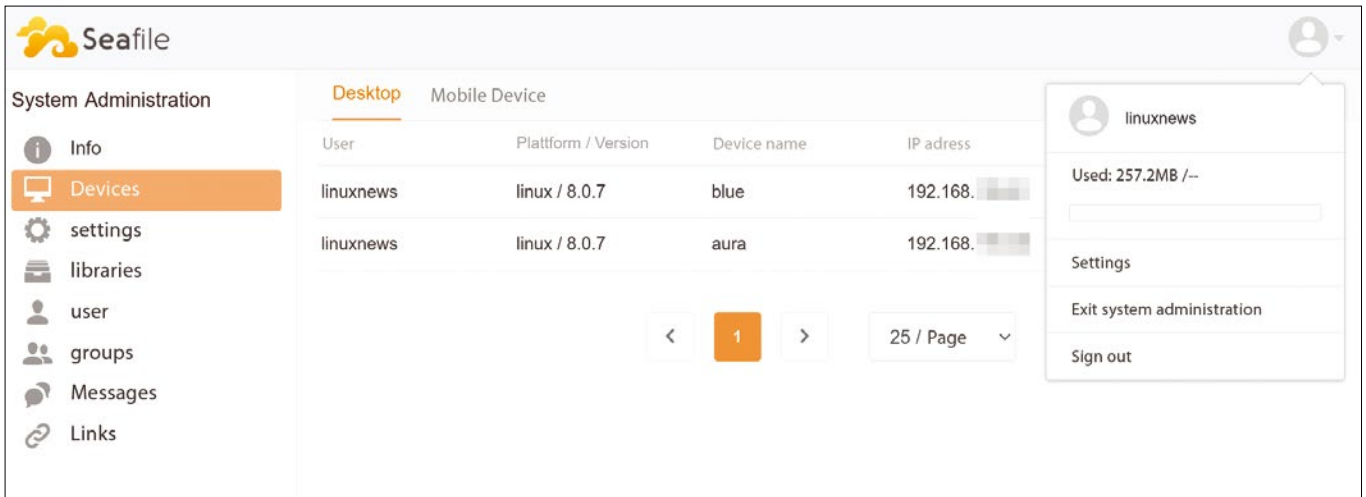 Seafile
System Administration
Info
Devices
settings
libraries
user
groups
Messages
Links
Desktop Mobile Device
User Plattform / Version Device name IP adress
linuxnews linux / 8.0.7 blue 192.168.
linuxnews linux / 8.0.7 aura 192.168.
1 25 / Page
linuxnews
Used: 257.2MB /--
Settings
Exit system administration
Sign out